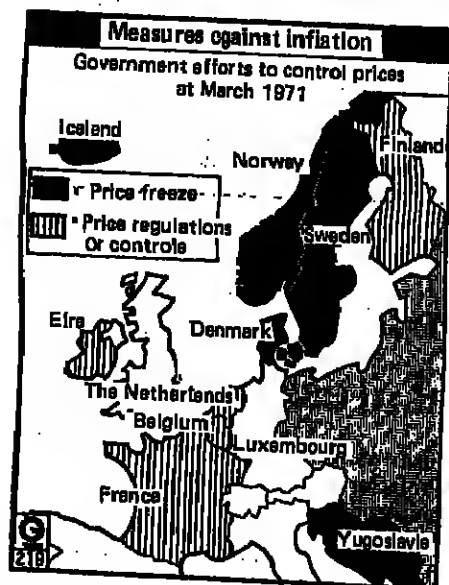 Measures against inflation
Government efforts to control prices
at March 1971
Iceland
Norway
Finland
Price freeze
Price regulations
or controls
Sweden
Eire
Denmark
The Netherlands
Belgium
Luxembourg
France
Yugoslavia
G